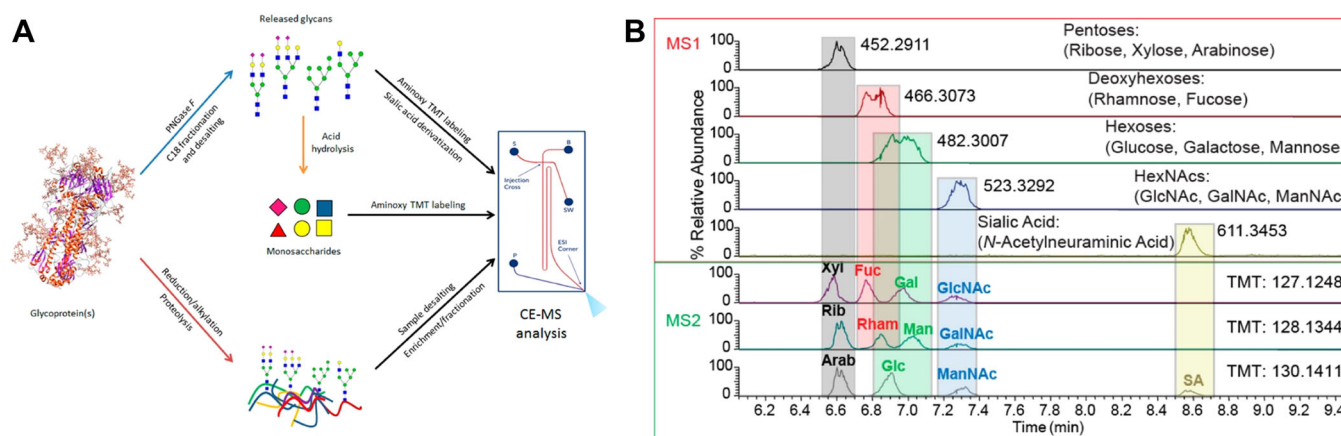 A
Released glycans
PNGase F
C18 fractionation
and desalting
Acid
hydrolysis
Aminoxy TMT labeling
Sialic acid derivatization
Aminoxy TMT labeling
Monosaccharides
Glycoprotein(s)
Reduction/alkylation
Proteolysis
Sample desalting
Enrichment/fractionation
S
B
Injection
Cross
SW
ESI
Corner
P
CE-MS
analysis
B
MS1
% Relative Abundance
100
0
452.2911
Pentoses:
(Ribose, Xylose, Arabinose)
100
0
466.3073
Deoxyhexoses:
(Rhamnose, Fucose)
100
0
482.3007
Hexoses:
(Glucose, Galactose, Mannose
100
0
523.3292
HexNAcs:
(GlcNAc, GalNAc, ManNAc
100
0
Sialic Acid:
(N-Acetylneuraminic Acid)
611.3453
MS2
100
0
Xyl
Fuc
Gal
GlcNAc
TMT: 127.1248
100
0
Rib
Rham
Man
GalNAc
TMT: 128.1344
100
0
Arab
Glc
ManNAc
SA
TMT: 130.1411
6.2 6.4 6.6 6.8 7.0 7.2 7.4 7.6 7.8 8.0 8.2 8.4 8.6 8.8 9.0 9.2 9.4
Time (min)